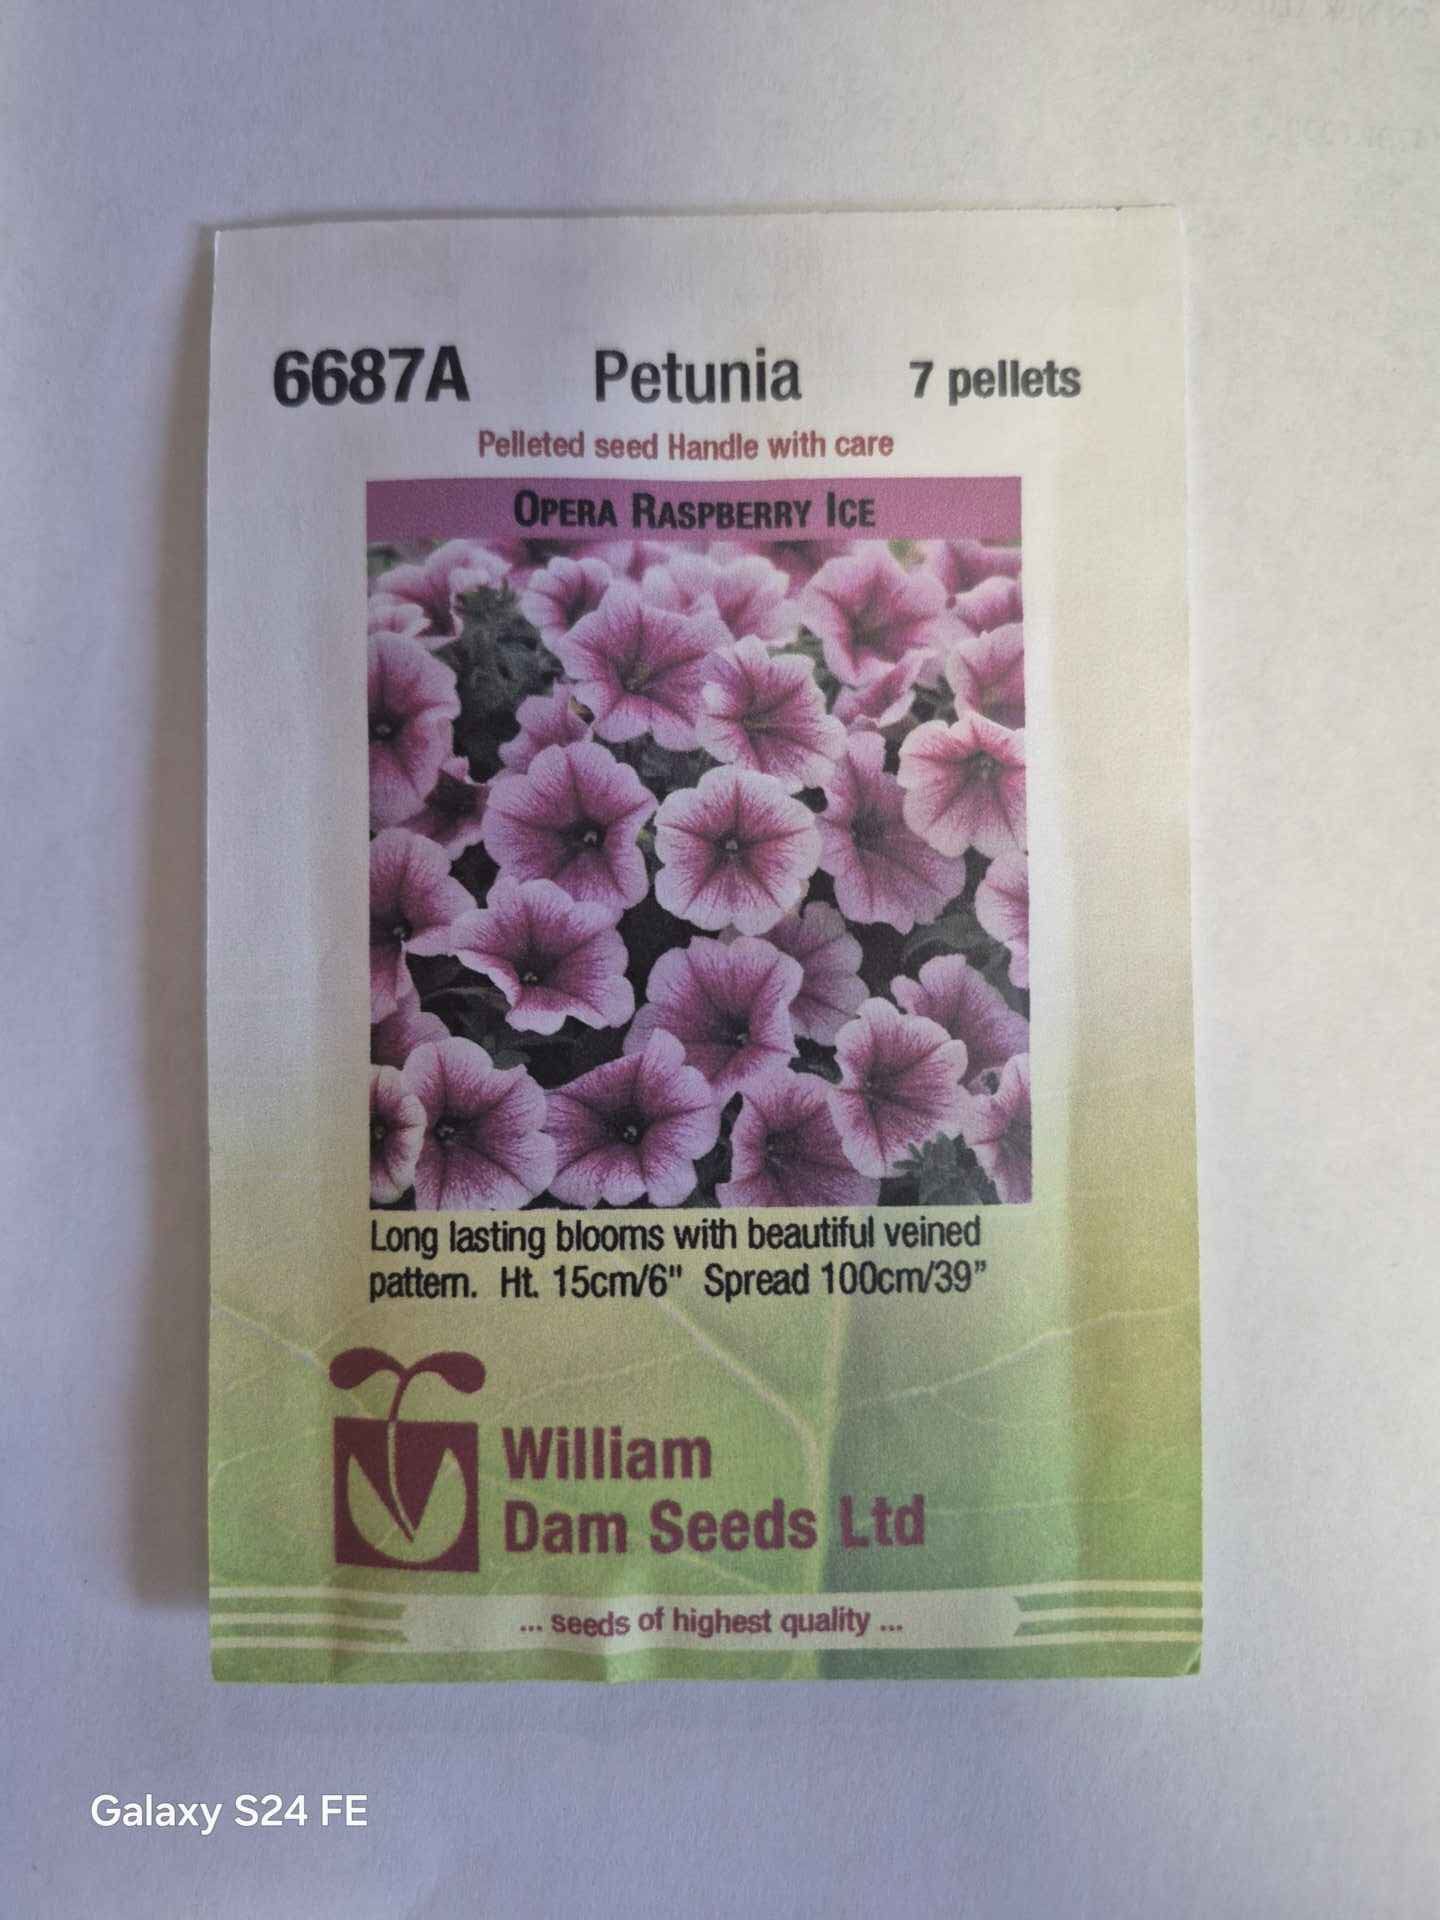 6687A Petunia 7 pellets
Pelleted seed Handle with care
OPERA RASPBERRY ICE
Long lasting blooms with beautiful veined
pattern. Ht. 15cm/6" Spread 100cm/39”
William
Dam Seeds Ltd
... seeds of highest quality ...
Galaxy S24 FE